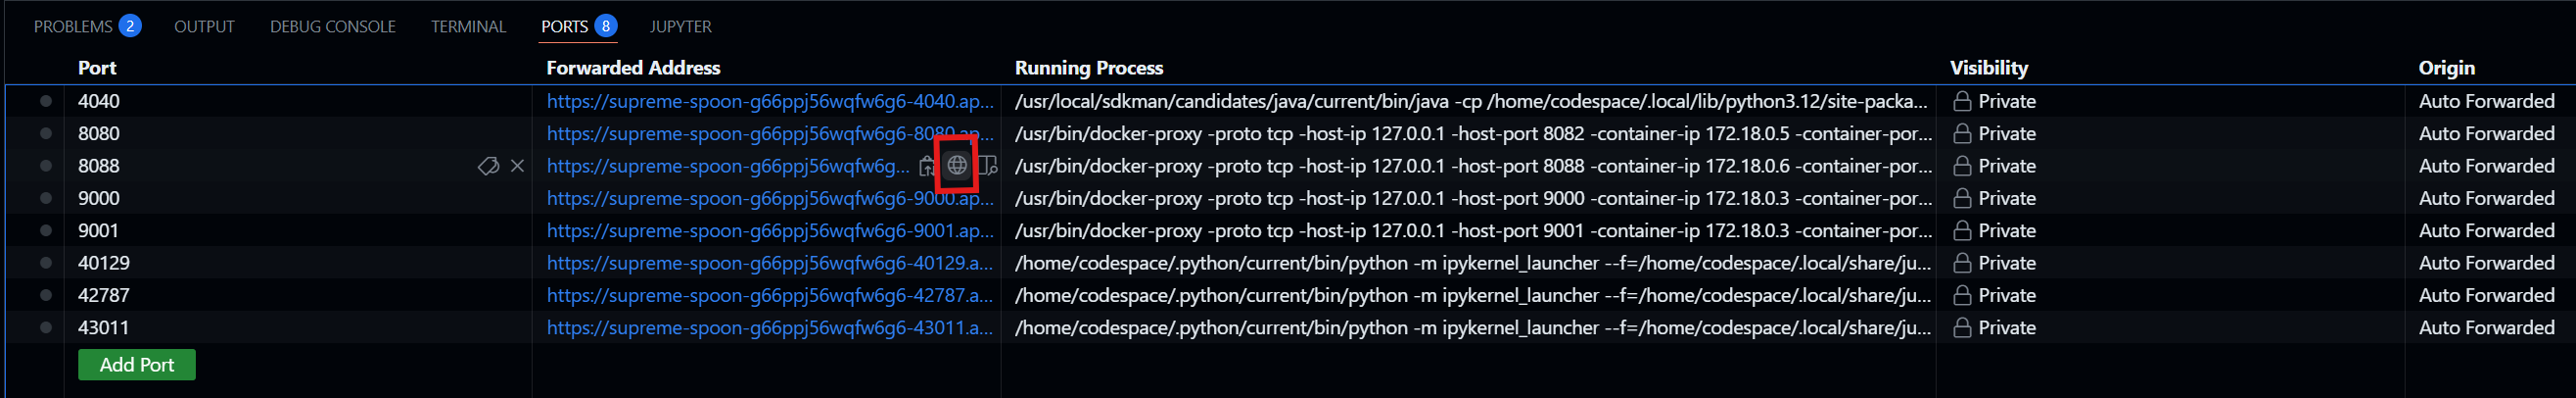 PROBLEMS 2 OUTPUT DEBUG CONSOLE TERMINAL PORTS 8 JUPYTER
Port Forwarded Address Running Process Visibility Origin
4040 https://supreme-spoon-g66ppj56wqfw6g6-4040.ap... /usr/local/sdkman/candidates/java/current/bin/java -cp /home/codespace/.local/lib/python3.12/site-packa... Private Auto Forwarded
8080 https://supreme-spoon-g66ppj56wqfw6g6-8080.ap... /usr/bin/docker-proxy -proto tcp -host-ip 127.0.0.1 -host-port 8082 -container-ip 172.18.0.5 -container-por... Private Auto Forwarded
8088 https://supreme-spoon-g66ppj56wqfw6g... /usr/bin/docker-proxy -proto tcp -host-ip 127.0.0.1 -host-port 8088 -container-ip 172.18.0.6 -container-por... Private Auto Forwarded
9000 https://supreme-spoon-g66ppj56wqfw6g6-9000.ap... /usr/bin/docker-proxy -proto tcp -host-ip 127.0.0.1 -host-port 9000 -container-ip 172.18.0.3 -container-por... Private Auto Forwarded
9001 https://supreme-spoon-g66ppj56wqfw6g6-9001.ap... /usr/bin/docker-proxy -proto tcp -host-ip 127.0.0.1 -host-port 9001 -container-ip 172.18.0.3 -container-por... Private Auto Forwarded
40129 https://supreme-spoon-g66ppj56wqfw6g6-40129.a... /home/codespace/.python/current/bin/python -m ipykernel_launcher --f=/home/codespace/.local/share/ju... Private Auto Forwarded
42787 https://supreme-spoon-g66ppj56wqfw6g6-42787.a... /home/codespace/.python/current/bin/python -m ipykernel_launcher --f=/home/codespace/.local/share/ju... Private Auto Forwarded
43011 https://supreme-spoon-g66ppj56wqfw6g6-43011.a... /home/codespace/.python/current/bin/python -m ipykernel_launcher --f=/home/codespace/.local/share/ju... Private Auto Forwarded
Add Port